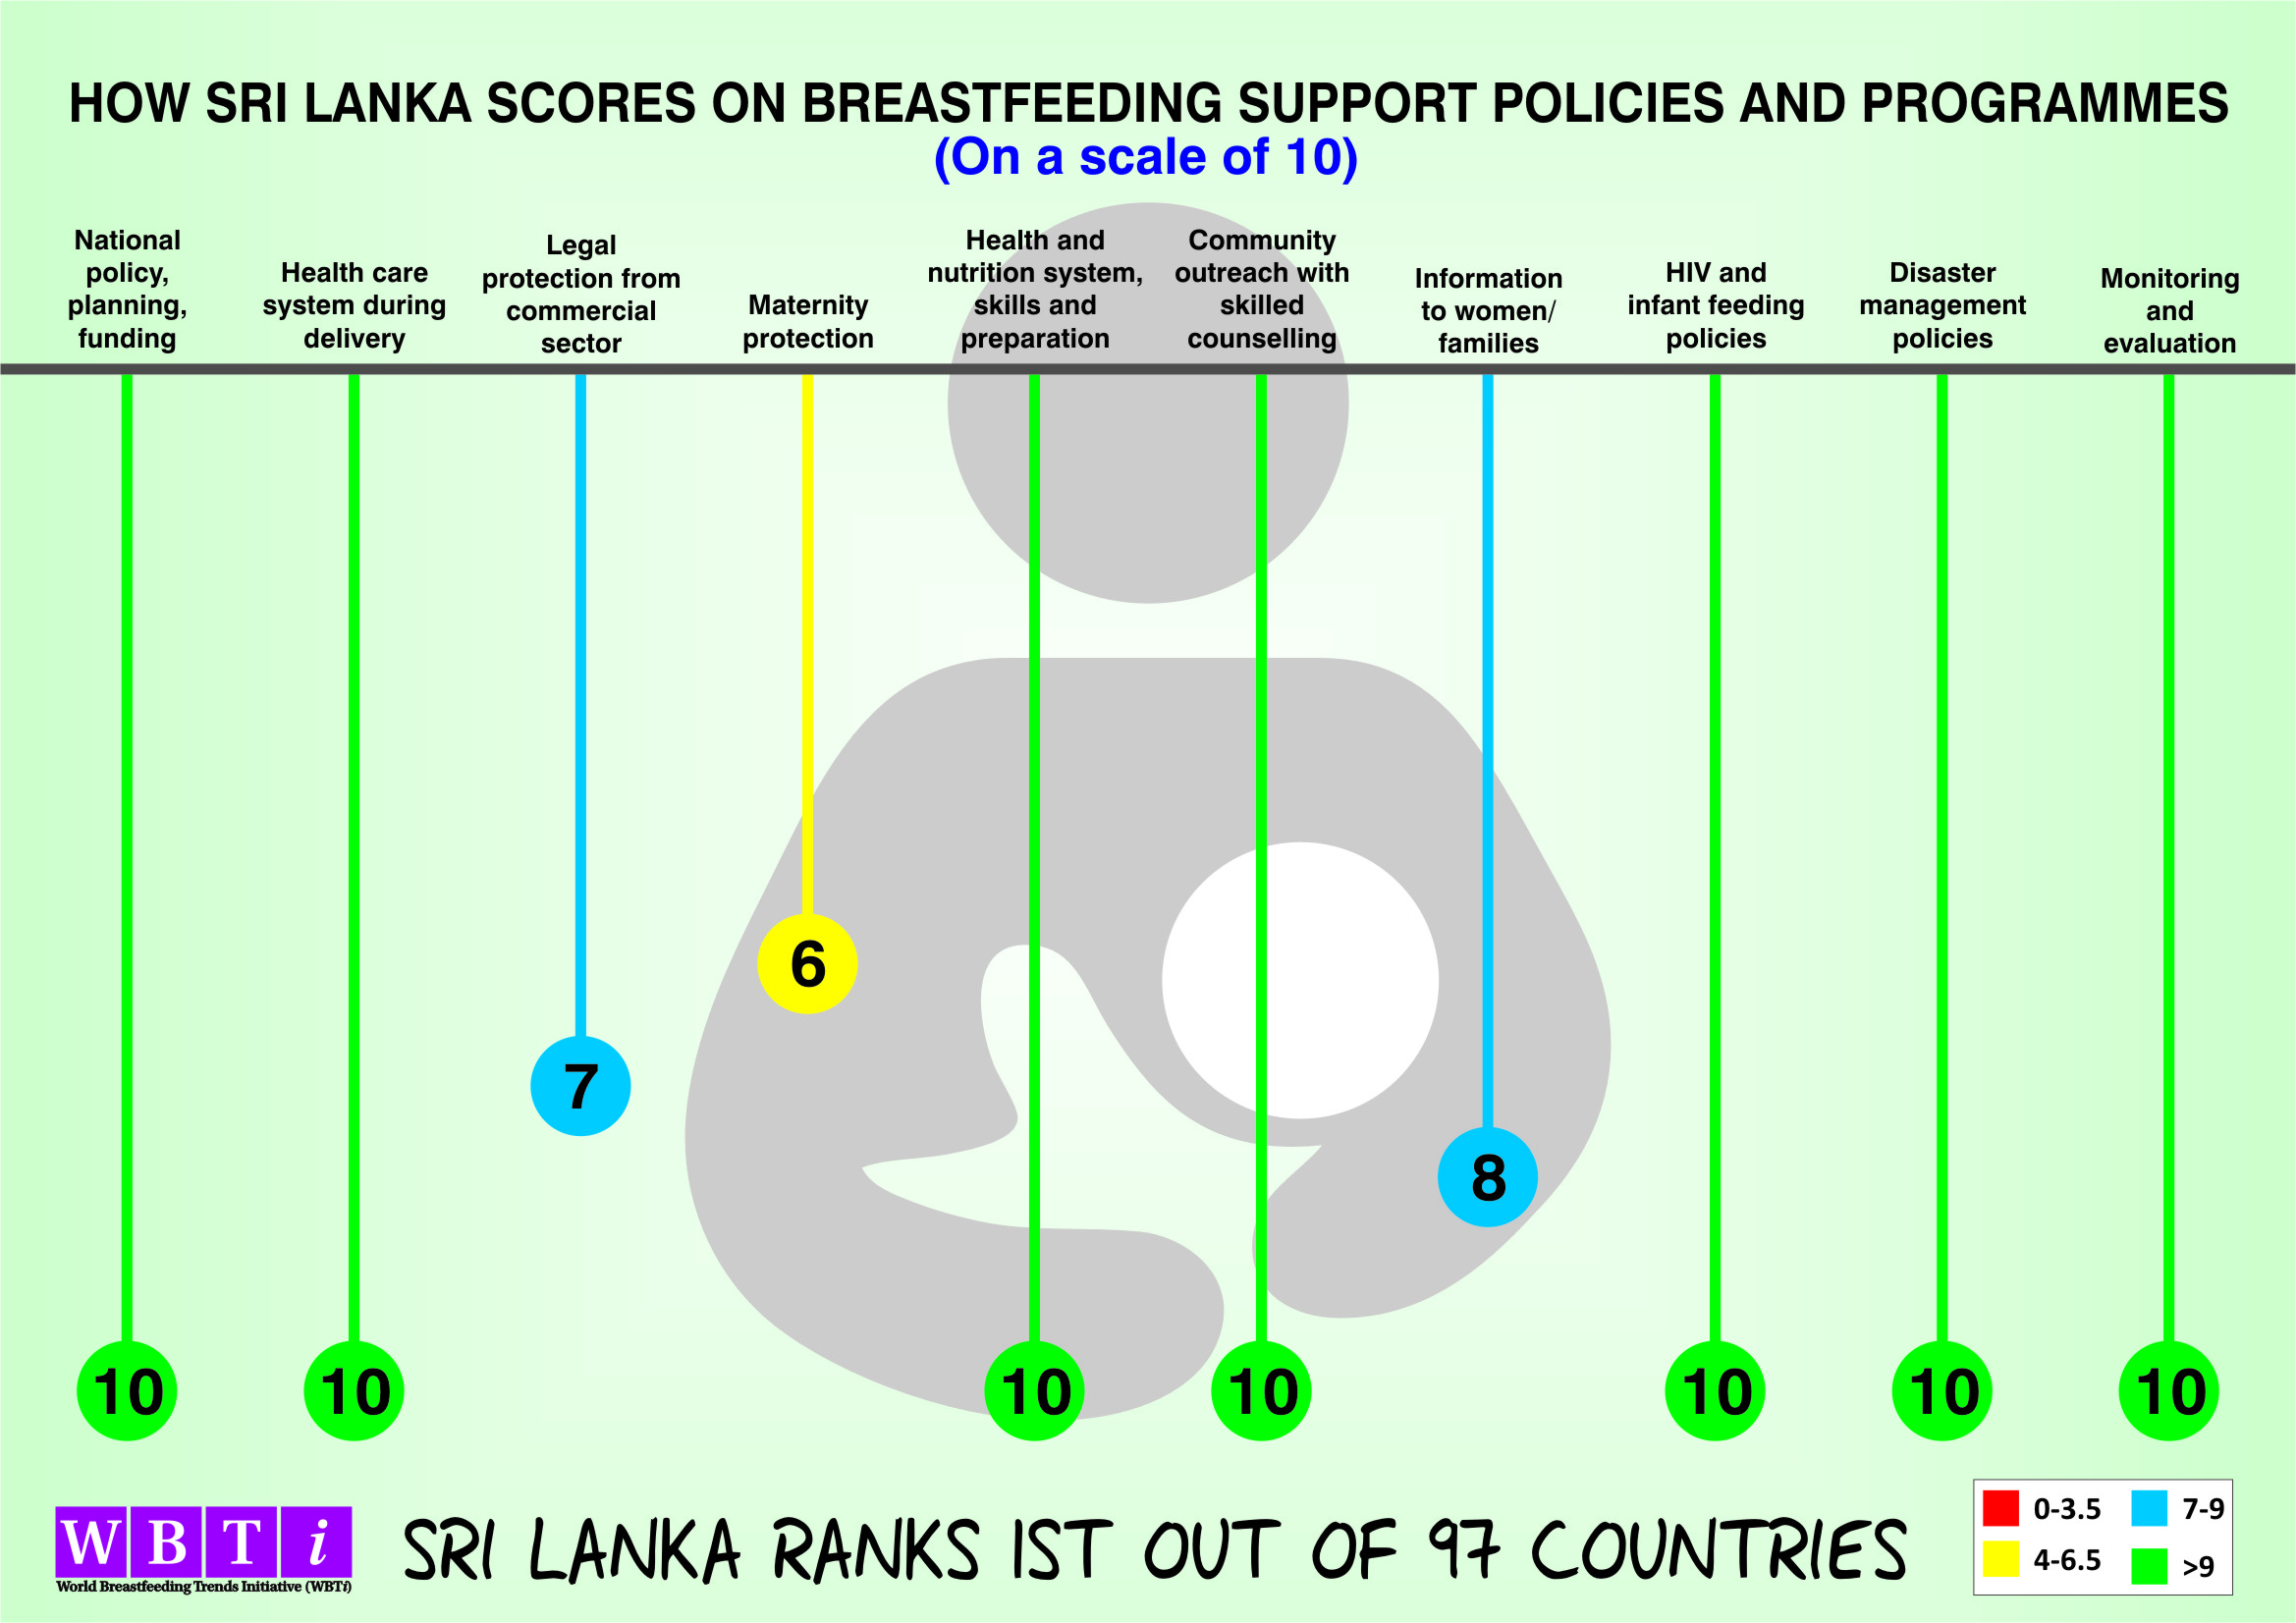 HOW SRI LANKA SCORES ON BREASTFEEDING SUPPORT POLICIES AND PROGRAMMES
(On a scale of 10)
National
policy,
planning,
funding
Health care
system during
delivery
Legal
protection from
commercial
sector
Maternity
protection
Health and
nutrition system,
skills and
preparation
Community
outreach with
skilled
counselling
Information
to women/
families
HIV and
infant feeding
policies
Disaster
management
policies
Monitoring
and
evaluation
10
10
7
6
10
10
8
10
10
10
WBTi
World Breastfeeding Trends Initiative (WBTi)
SRI LANKA RANKS IST OUT OF 97 COUNTRIES
0-3.5
7-9
4-6.5
>9